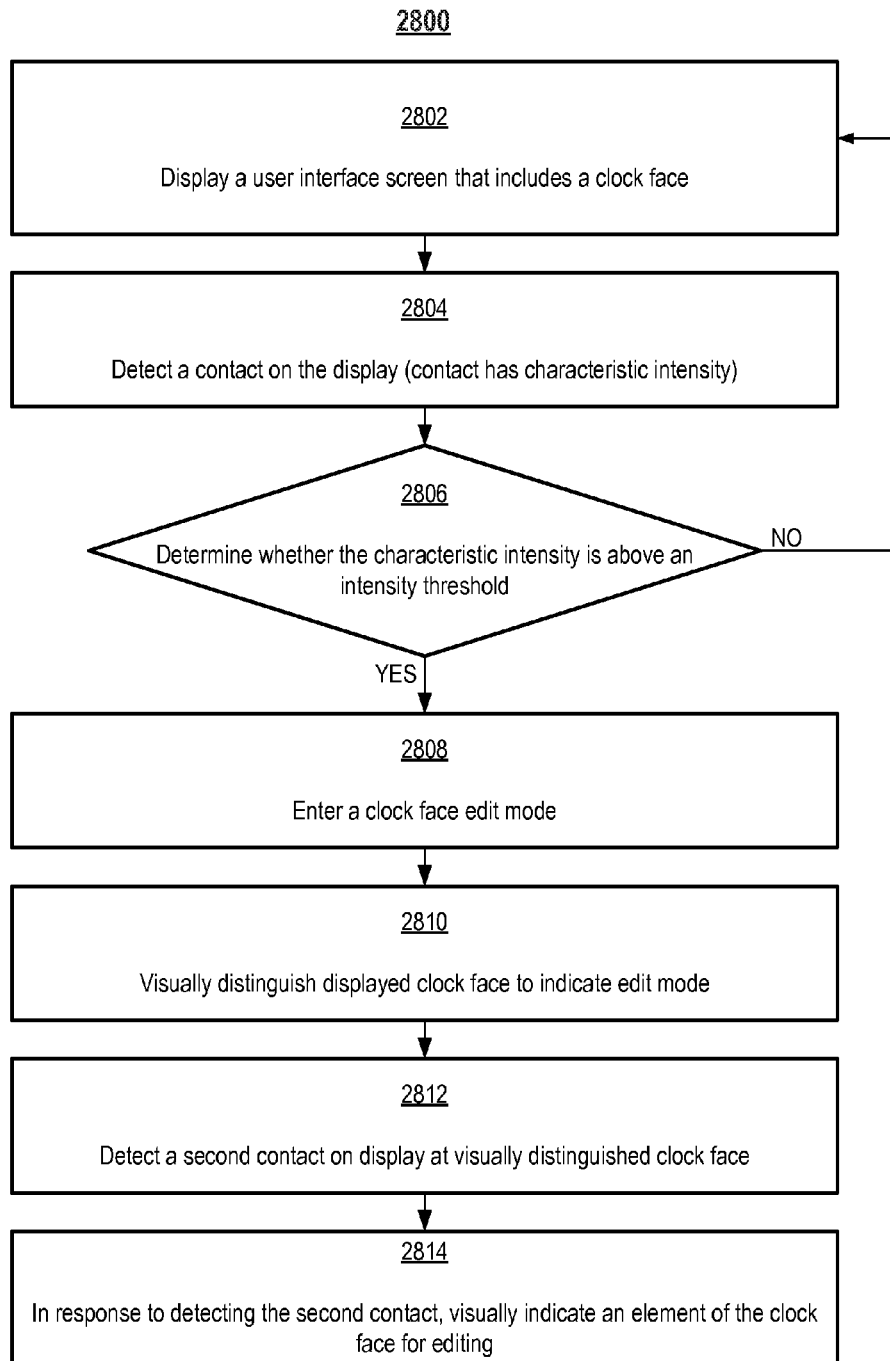 2800
2802
Display a user interface screen that includes a clock face
2804
Detect a contact on the display (contact has characteristic intensity)
2806
Determine whether the characteristic intensity is above an
intensity threshold
NO
YES
2808
Enter a clock face edit mode
2810
Visually distinguish displayed clock face to indicate edit mode
2812
Detect a second contact on display at visually distinguished clock face
2814
In response to detecting the second contact, visually indicate an element of the clock
face for editing